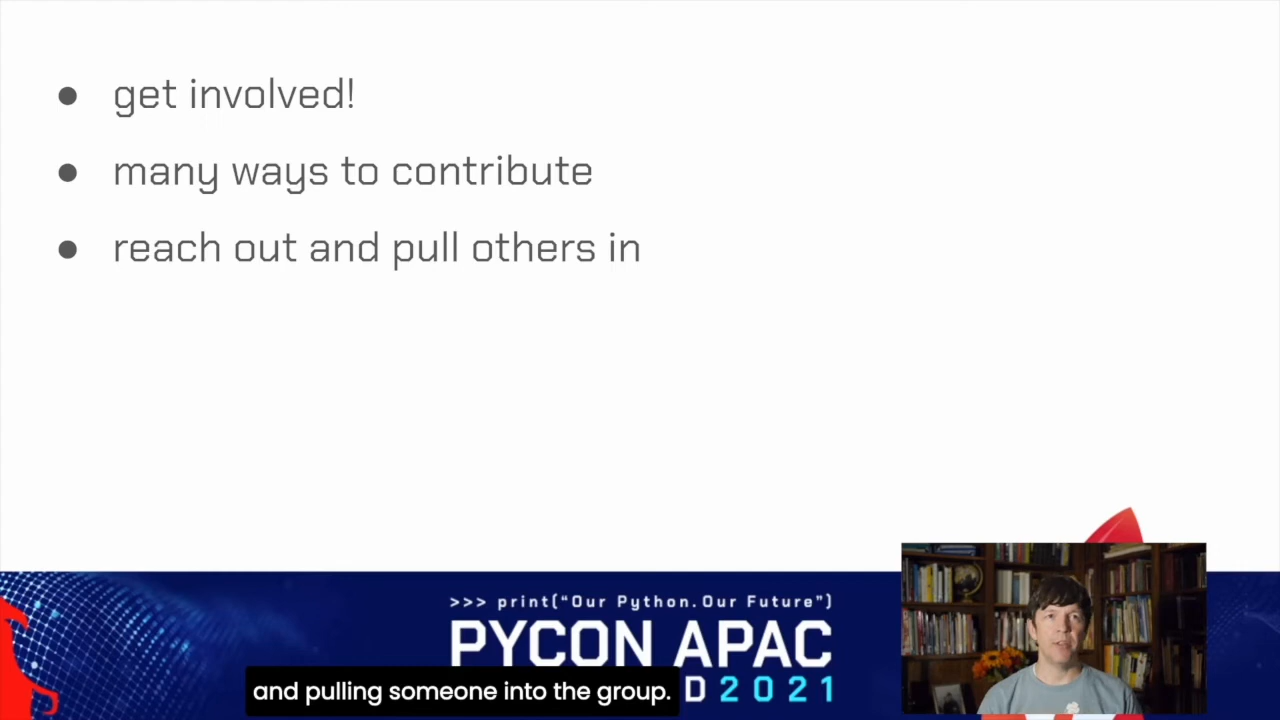 ● get involved!
● many ways to contribute
● reach out and pull others in
>>> print(“Our Python.Our Future”)
PYCON APAC
D 2021
and pulling someone into the group.